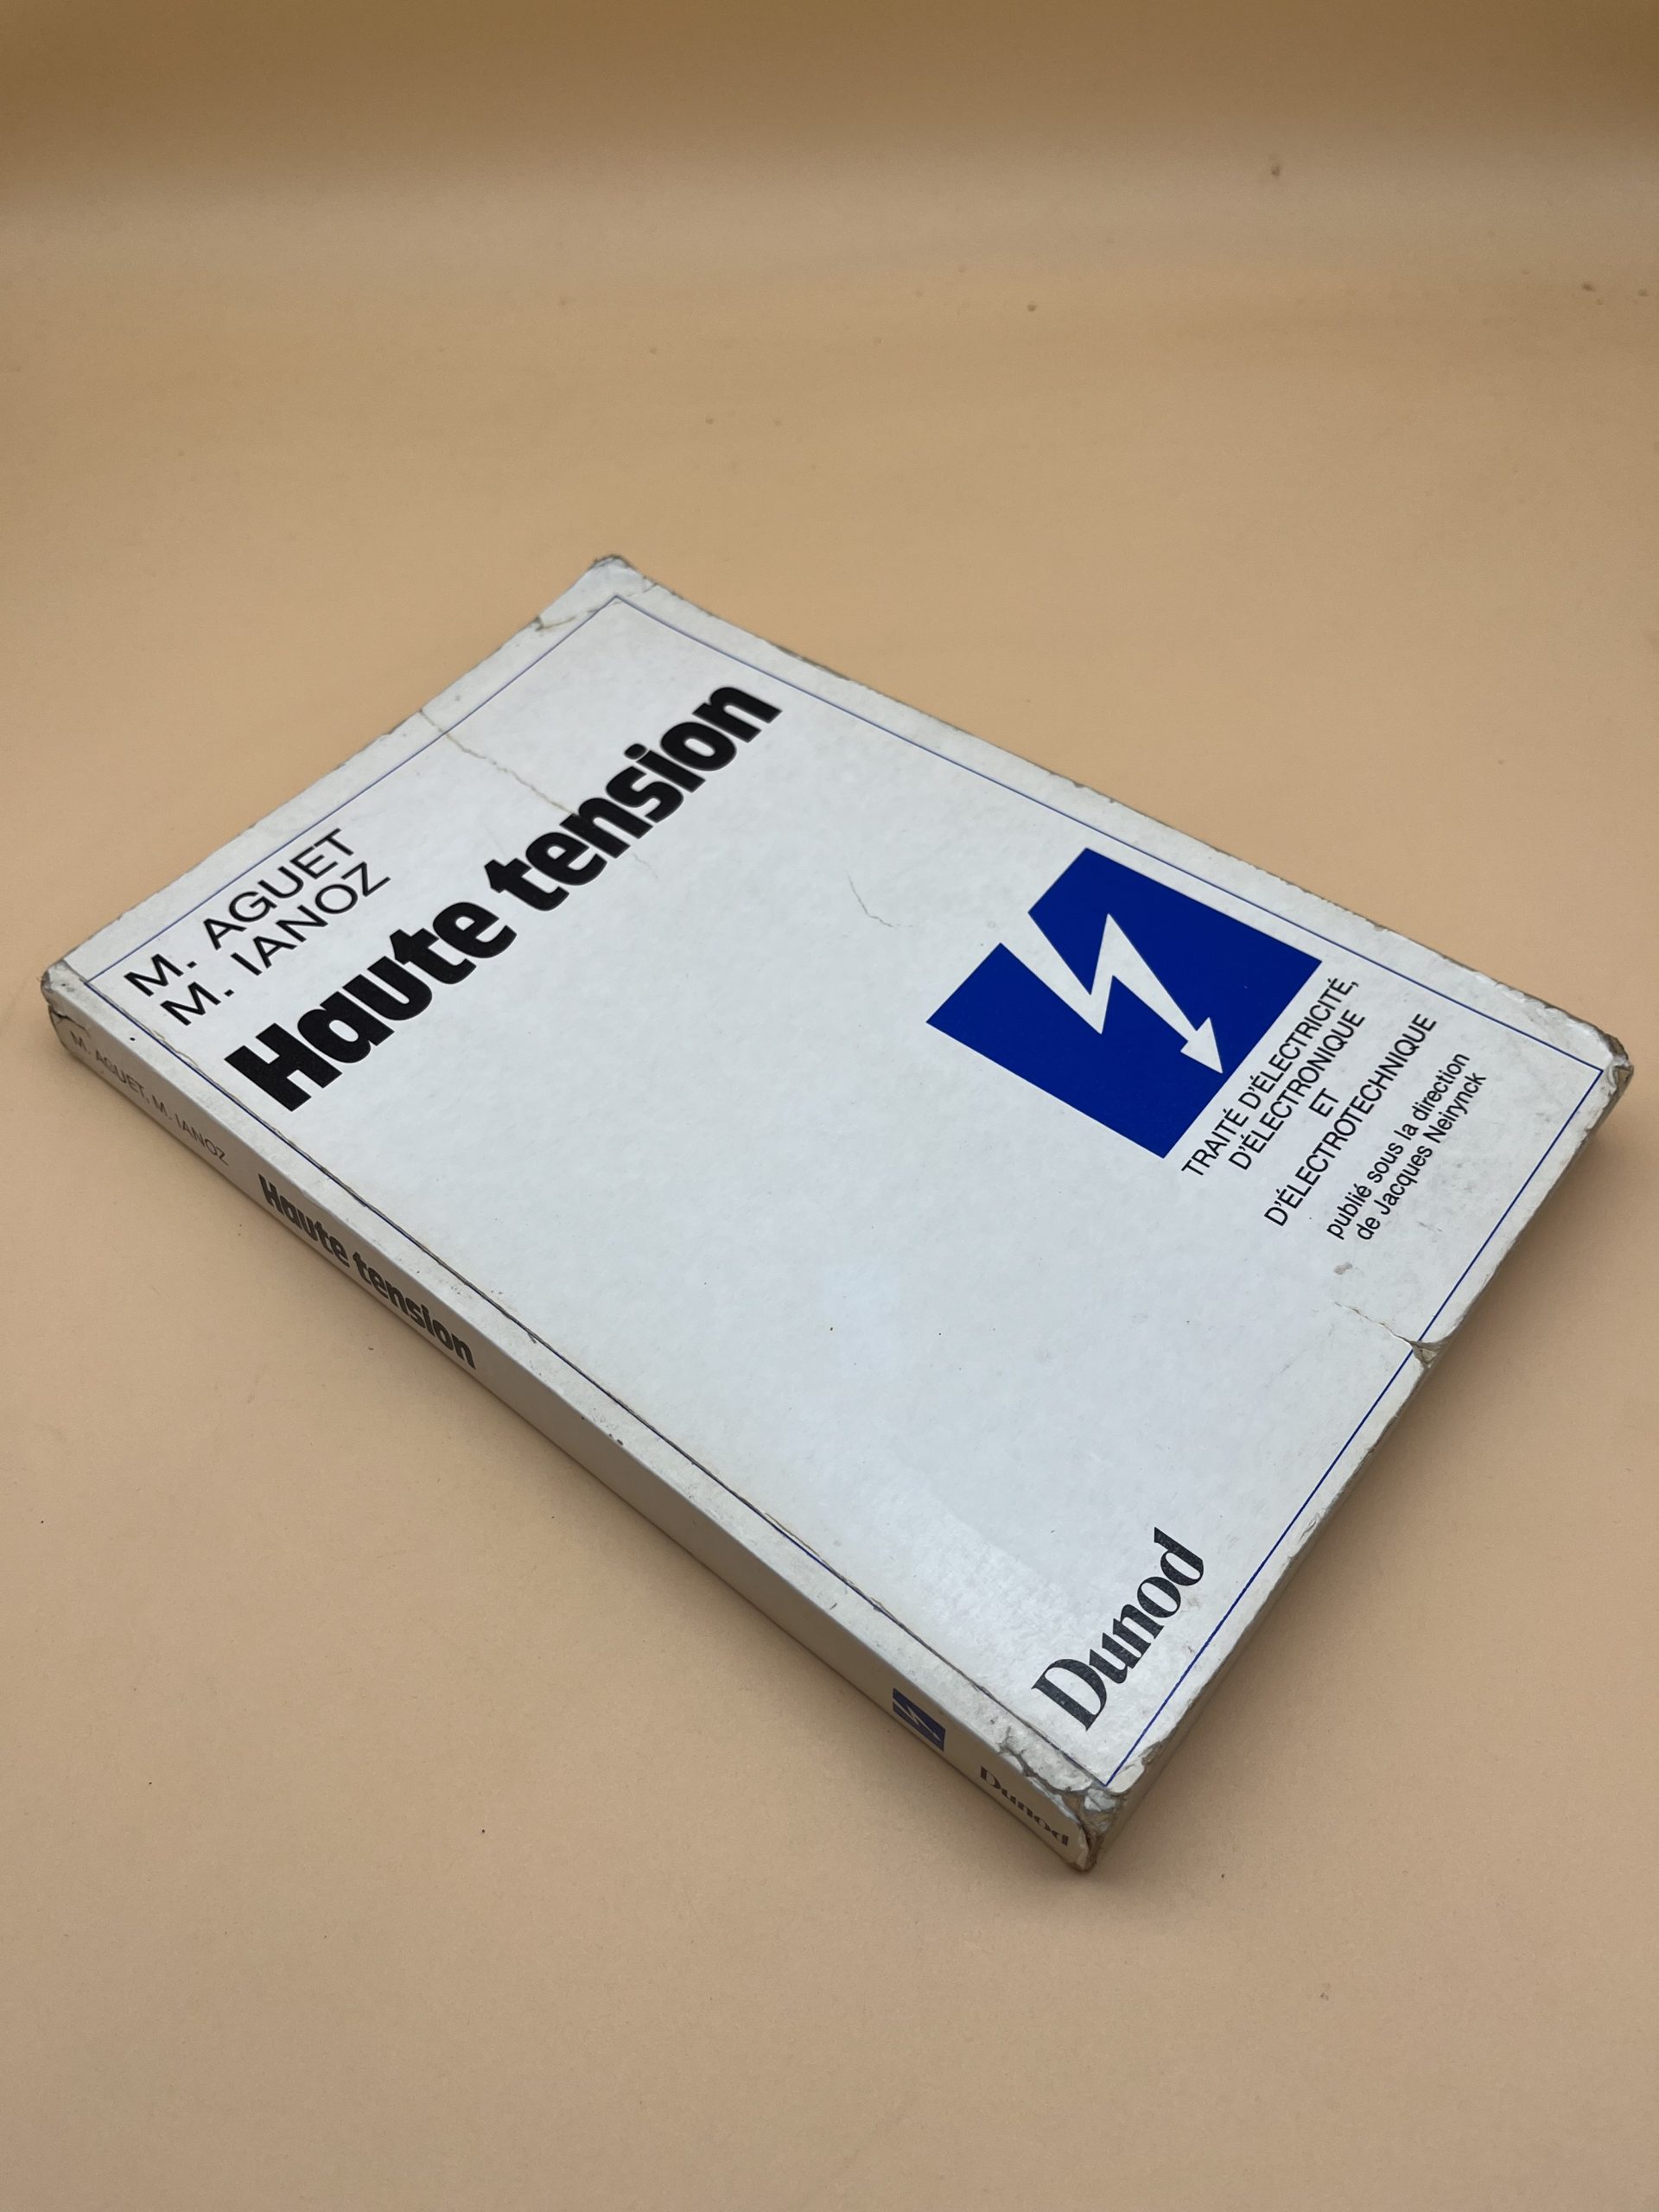 M. AGUET
M. IANOZ
Haute tension
TRAITÉ D'ÉLECTRICITÉ,
D'ÉLECTRONIQUE
ET
D'ÉLECTROTECHNIQUE
publié sous la direction
de Jacques Neirynck
Dunod
M. AGUET, M. IANOZ
Haute tension
Dunod